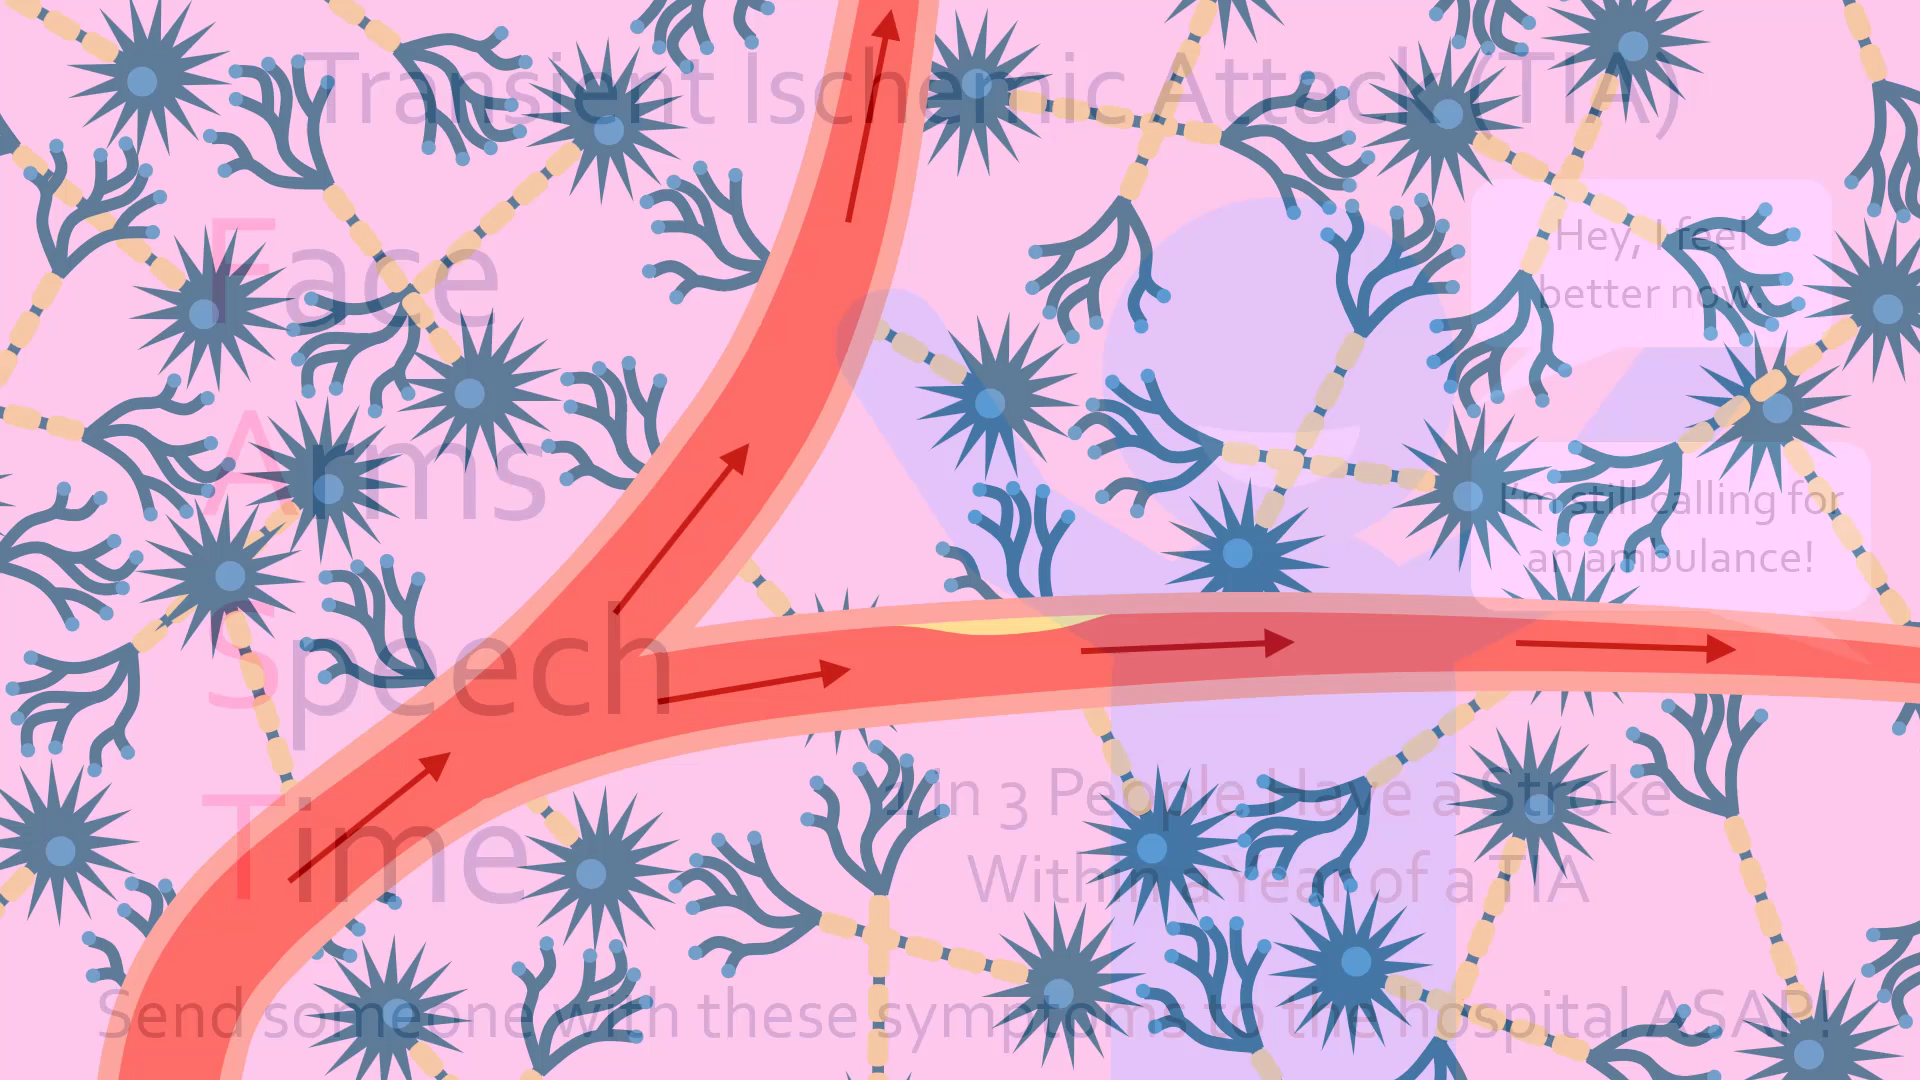 Transient Ischemic Attack (TIA)
Face
Arms
Speech
Time
Hey, I feel
better now.
I'm still calling for
an ambulance!
1 in 3 People Have a Stroke
Within a Year of a TIA
Send someone with these symptoms to the hospital ASAP!